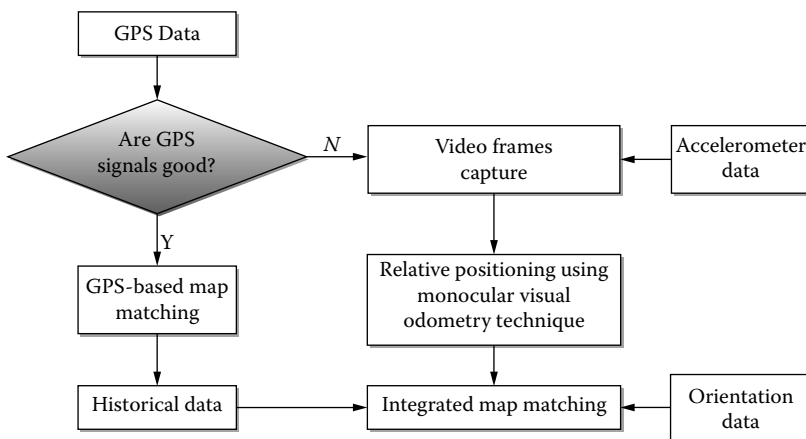 GPS Data
Are GPS
signals good?
N
Video frames
capture
Accelerometer
data
Y
GPS-based map
matching
Relative positioning using
monocular visual
odometry technique
Historical data
Integrated map matching
Orientation
data